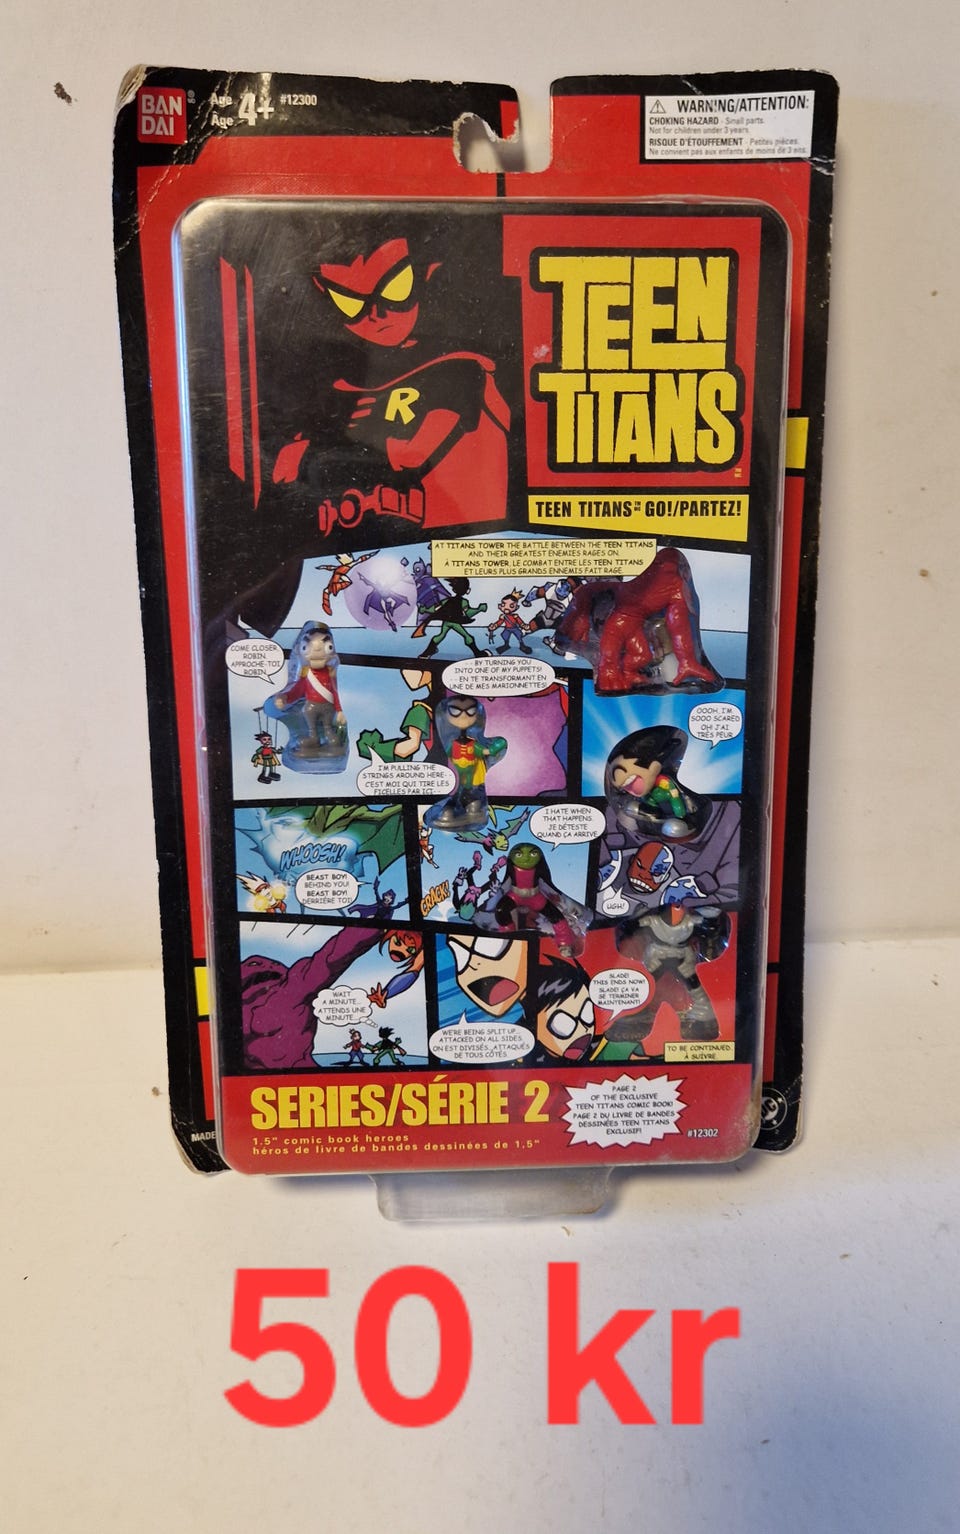 BAN
DAI
Age
Âge
4+
#12300
WARNING/ATTENTION:
CHOKING HAZARD - Small parts.
Not for children under 3 years.
RISQUE D'ÉTOUFFEMENT - Petites pièces.
Ne convient pas aux enfants de moins de 3 ans.
R
TEEN
TITANS
TEEN TITANS GO!/PARTEZ!
AT TITANS TOWER THE BATTLE BETWEEN THE TEEN TITANS
AND THEIR GREATEST ENEMIES RAGES ON.
À TITANS TOWER, LE COMBAT ENTRE LES TEEN TITANS
ET LEURS PLUS GRANDS ENNEMIS FAIT RAGE.
COME CLOSER,
ROBIN.
APPROCHE-TOI
ROBIN.
-- BY TURNING YOU
INTO ONE OF MY PUPPETS!
-- EN TE TRANSFORMANT EN
UNE DE MES MARIONNETTES!
OOOH, I'M
SOOO SCARED
OH! J'AI
TRÈS PEUR
I'M PULLING THE
STRINGS AROUND HERE--
C'EST MOI QUI TIRE LES
FICELLES PAR ICI--
I HATE WHEN
THAT HAPPENS.
JE DÉTESTE
QUAND ÇA ARRIVE.
WHOOSH!
BEAST BOY!
BEHIND YOU!
BEAST BOY!
DERRIÈRE TOI!
CRACK!
UGH!
WAIT
A MINUTE...
ATTENDS UNE
MINUTE...
SLADE!
THIS ENDS NOW!
SLADE! ÇA VA
SE TERMINER
MAINTENANT!
WE'RE BEING SPLIT UP...
ATTACKED ON ALL SIDES.
ON EST DIVISÉS...ATTAQUÉS
DE TOUS CÔTÉS.
TO BE CONTINUED.
À SUIVRE.
SERIES/SÉRIE 2
1.5" comic book heroes
héros de livre de bandes dessinées de 1,5"
PAGE 2
OF THE EXCLUSIVE
TEEN TITANS COMIC BOOK!
PAGE 2 DU LIVRE DE BANDES
DESSINÉES TEEN TITANS
EXCLUSIF!
#12302
MADE
DC
50 kr